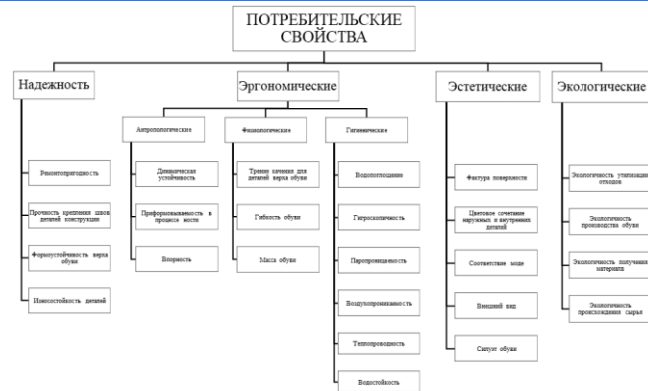 ПОТРЕБИТЕЛЬСКИЕ
СВОЙСТВА
Надежность
Ремонтопригодность
Прочность крепления швов
деталей конструкции
Формоустойчивость верха
обуви
Износостойкость деталей
Эргономические
Антропологические
Динамическая
устойчивость
Приформовываемость в
процессе носки
Впорность
Физиологические
Трение качения для
деталей верха обуви
Гибкость обуви
Масса обуви
Гигиенические
Водопоглощение
Гигроскопичность
Паропроницаемость
Воздухопроницаемость
Теплопроводность
Водостойкость
Эстетические
Фактура поверхности
Цветовое сочетание
наружных и внутренних
деталей
Соответствие моде
Внешний вид
Силуэт обуви
Экологические
Экологичность утилизации
отходов
Экологичность
производства обуви
Экологичность получения
материала
Экологичность
происхождения сырья